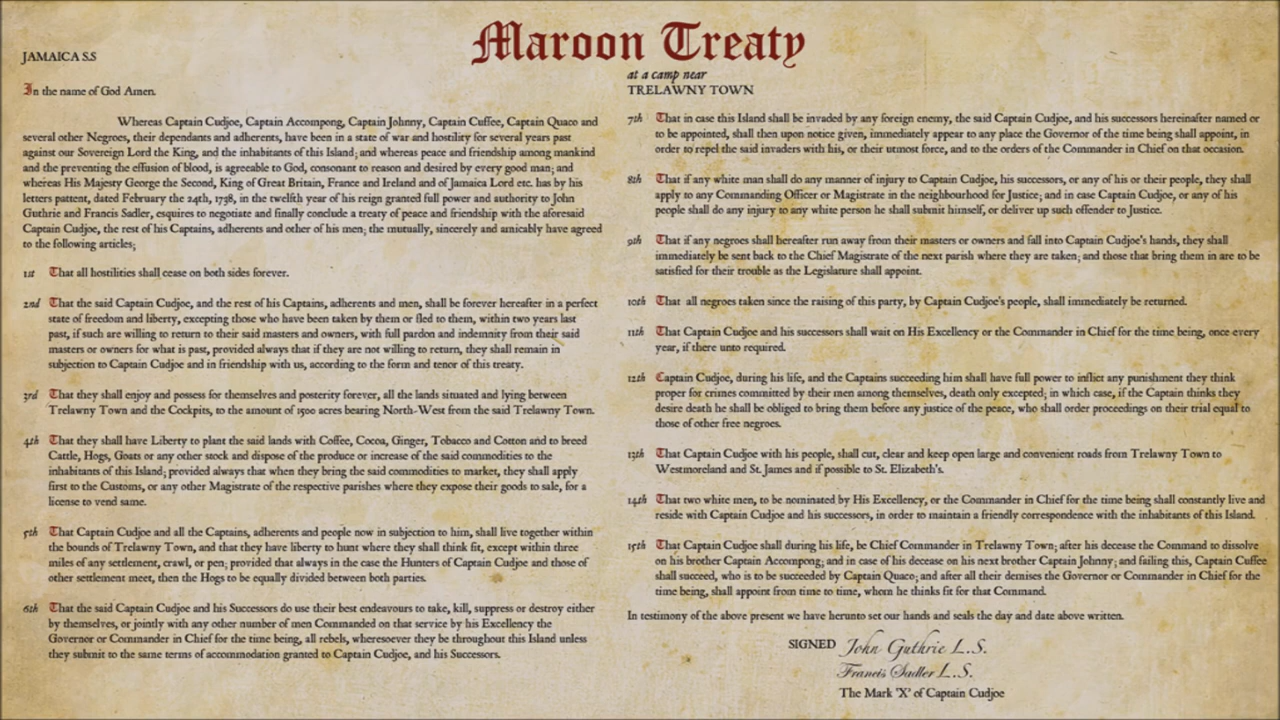 Maroon Treaty
JAMAICA S.S
In the name of God Amen.
Whereas Captain Cudjoe, Captain Accompong, Captain Johnny, Captain Cuffee, Captain Quaco and
several other Negroes, their dependants and adherents, have been in a state of war and hostility for several years past
against our Sovereign Lord the King, and the inhabitants of this Island; and whereas peace and friendship among mankind
and the preventing the effusion of blood, is agreeable to God, consonant to reason and desired by every good man; and
whereas His Majesty George the Second, King of Great Britain, France and Ireland and of Jamaica Lord etc. has by his
letters pattent, dated February the 24th, 1738, in the twelfth year of his reign granted full power and authority to John
Guthrie and Francis Sadler, esquires to negotiate and finally conclude a treaty of peace and friendship with the aforesaid
Captain Cudjoe, the rest of his Captains, adherents and other of his men; the mutually, sincerely and amicably have agreed
to the following articles;
1st That all hostilities shall cease on both sides forever.
2nd That the said Captain Cudjoe, and the rest of his Captains, adherents and men, shall be forever hereafter in a perfect
state of freedom and liberty, excepting those who have been taken by them or fled to them, within two years last
past, if such are willing to return to their said masters and owners, with full pardon and indemnity from their said
masters or owners for what is past, provided always that if they are not willing to return, they shall remain in
subjection to Captain Cudjoe and in friendship with us, according to the form and tenor of this treaty.
3rd That they shall enjoy and possess for themselves and posterity forever, all the lands situated and lying between
Trelawny Town and the Cockpits, to the amount of 1500 acres bearing North-West from the said Trelawny Town.
4th That they shall have Liberty to plant the said lands with Coffee, Cocoa, Ginger, Tobacco and Cotton and to breed
Cattle, Hogs, Goats or any other stock and dispose of the produce or increase of the said commodities to the
inhabitants of this Island; provided always that when they bring the said commodities to market, they shall apply
first to the Customs, or any other Magistrate of the respective parishes where they expose their goods to sale, for a
license to vend same.
5th That Captain Cudjoe and all the Captains, adherents and people now in subjection to him, shall live together within
the bounds of Trelawny Town, and that they have liberty to hunt where they shall think fit, except within three
miles of any settlement, crawl, or pen; provided that always in the case the Hunters of Captain Cudjoe and those of
other settlement meet, then the Hogs to be equally divided between both parties.
6th That the said Captain Cudjoe and his Successors do use their best endeavours to take, kill, suppress or destroy either
by themselves, or jointly with any other number of men Commanded on that service by his Excellency the
Governor or Commander in Chief for the time being, all rebels, wheresoever they be throughout this Island unless
they submit to the same terms of accommodation granted to Captain Cudjoe, and his Successors.
at a camp near
TRELAWNY TOWN
7th That in case this Island shall be invaded by any foreign enemy, the said Captain Cudjoe, and his successors hereinafter named or
to be appointed, shall then upon notice given, immediately appear to any place the Governor of the time being shall appoint, in
order to repel the said invaders with his, or their utmost force, and to the orders of the Commander in Chief on that occasion.
8th That if any white man shall do any manner of injury to Captain Cudjoe, his successors, or any of his or their people, they shall
apply to any Commanding Officer or Magistrate in the neighbourhood for Justice; and in case Captain Cudjoe, or any of his
people shall do any injury to any white person he shall submit himself, or deliver up such offender to Justice.
9th That if any negroes shall hereafter run away from their masters or owners and fall into Captain Cudjoe's hands, they shall
immediately be sent back to the Chief Magistrate of the next parish where they are taken; and those that bring them in are to be
satisfied for their trouble as the Legislature shall appoint.
10th That all negroes taken since the raising of this party, by Captain Cudjoe's people, shall immediately be returned.
11th That Captain Cudjoe and his successors shall wait on His Excellency or the Commander in Chief for the time being, once every
year, if there unto required.
12th Captain Cudjoe, during his life, and the Captains succeeding him shall have full power to inflict any punishment they think
proper for crimes committed by their men among themselves, death only excepted; in which case, if the Captain thinks they
desire death he shall be obliged to bring them before any justice of the peace, who shall order proceedings on their trial equal to
those of other free negroes.
13th That Captain Cudjoe with his people, shall cut, clear and keep open large and convenient roads from Trelawny Town to
Westmoreland and St. James and if possible to St. Elizabeth's.
14th That two white men, to be nominated by His Excellency, or the Commander in Chief for the time being shall constantly live and
reside with Captain Cudjoe and his successors, in order to maintain a friendly correspondence with the inhabitants of this Island.
15th That Captain Cudjoe shall during his life, be Chief Commander in Trelawny Town; after his decease the Command to dissolve
on his brother Captain Accompong; and in case of his decease on his next brother Captain Johnny; and failing this, Captain Cuffee
shall succeed, who is to be succeeded by Captain Quaco; and after all their demises the Governor or Commander in Chief for the
time being, shall appoint from time to time, whom he thinks fit for that Command.
In testimony of the above present we have herunto set our hands and seals the day and date above written.
SIGNED John Guthrie L.S.
Francis Sadler L.S.
The Mark 'X' of Captain Cudjoe